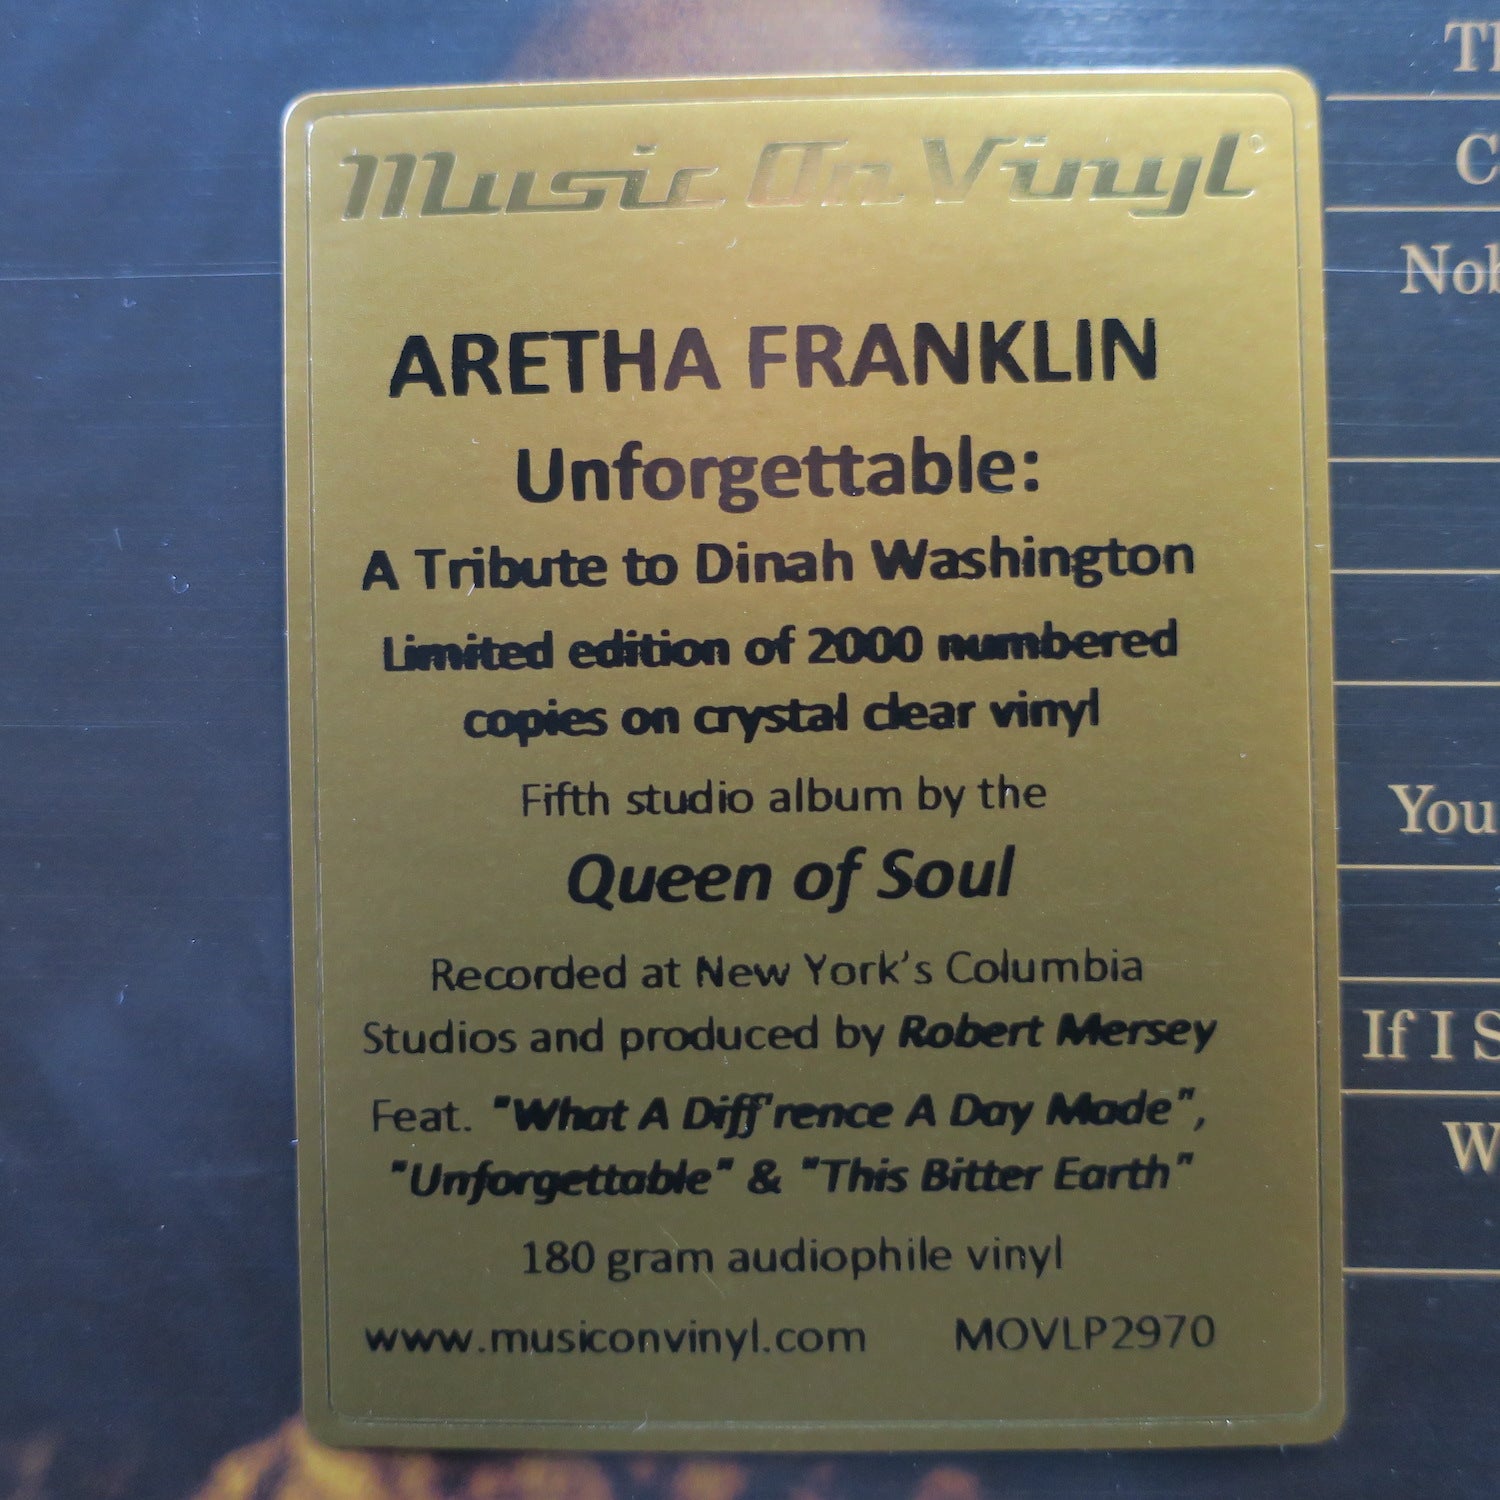 Music On Vinyl
ARETHA FRANKLIN
Unforgettable:
A Tribute to Dinah Washington
Limited edition of 2000 numbered
copies on crystal clear vinyl
Fifth studio album by the
Queen of Soul
Recorded at New York's Columbia
Studios and produced by Robert Mersey
Feat. "What A Diff'rence A Day Made",
"Unforgettable" & "This Bitter Earth"
180 gram audiophile vinyl
www.musiconvinyl.com MOVLP2970
You
If I